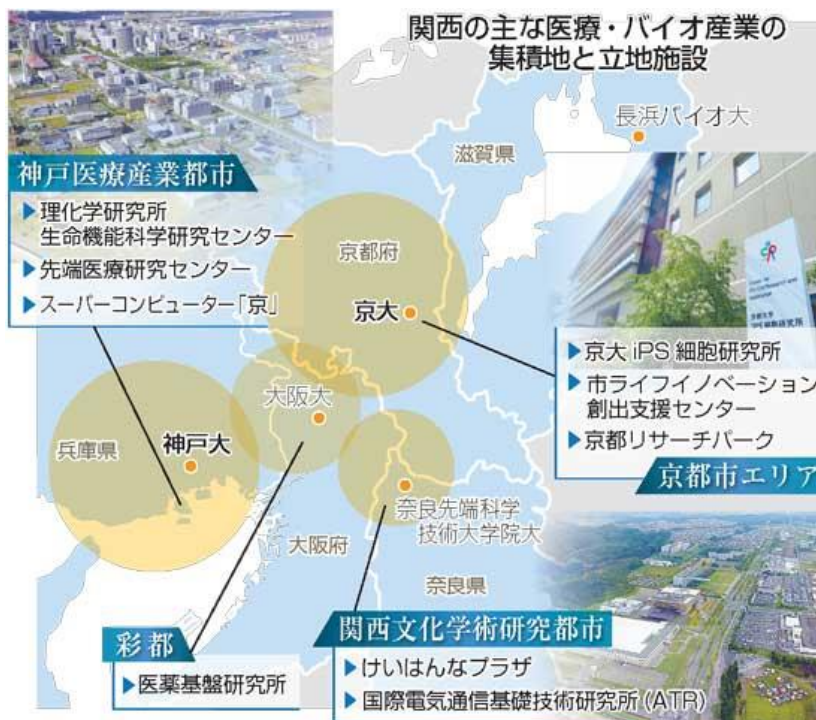 関西の主な医療・バイオ産業の
集積地と立地施設
長浜バイオ大
滋賀県
神戸医療産業都市
▶理化学研究所
生命機能科学研究センター
▶先端医療研究センター
▶スーパーコンピューター「京」
京都府
京大
▶京大iPS細胞研究所
▶市ライフイノベーション
創出支援センター
▶京都リサーチパーク
京都市エリア
大阪大
兵庫県
神戸大
奈良先端科学
技術大学院大
大阪府
奈良県
彩都
▶医薬基盤研究所
関西文化学術研究都市
▶けいはんなプラザ
▶国際電気通信基礎技術研究所(ATR)